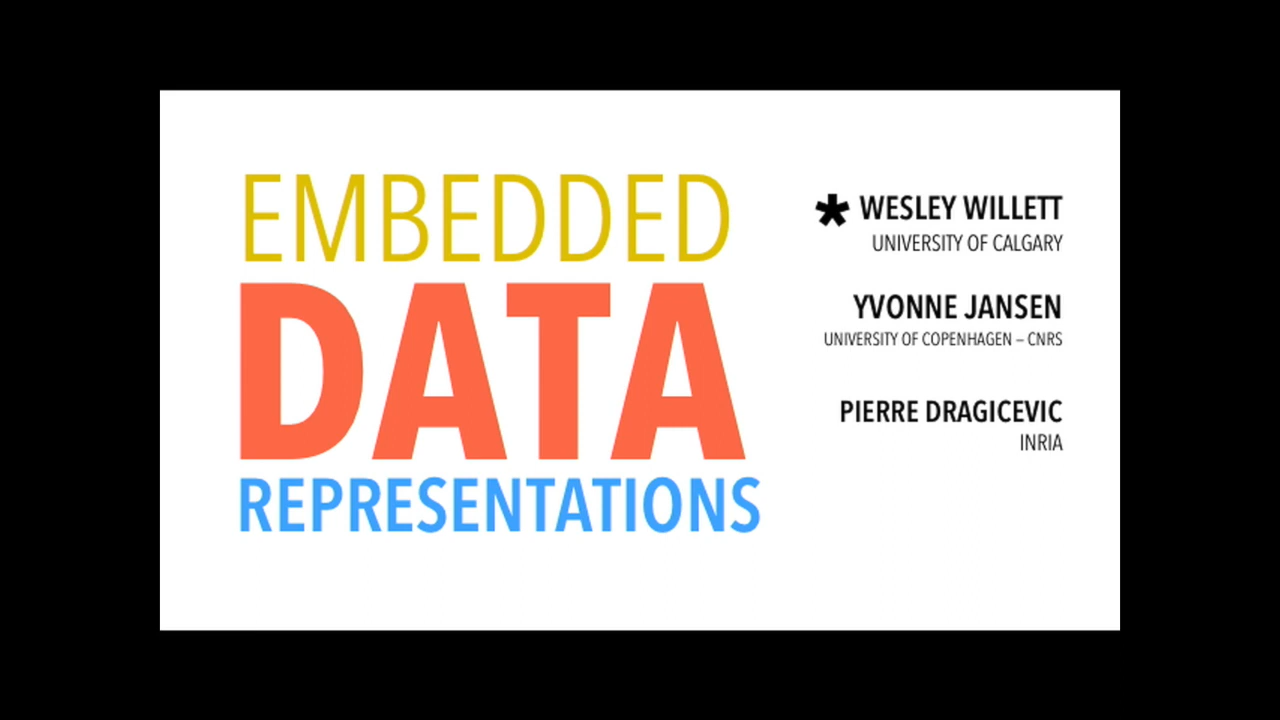 EMBEDDED
DATA
REPRESENTATIONS
* WESLEY WILLETT
UNIVERSITY OF CALGARY
YVONNE JANSEN
UNIVERSITY OF COPENHAGEN – CNRS
PIERRE DRAGICEVIC
INRIA